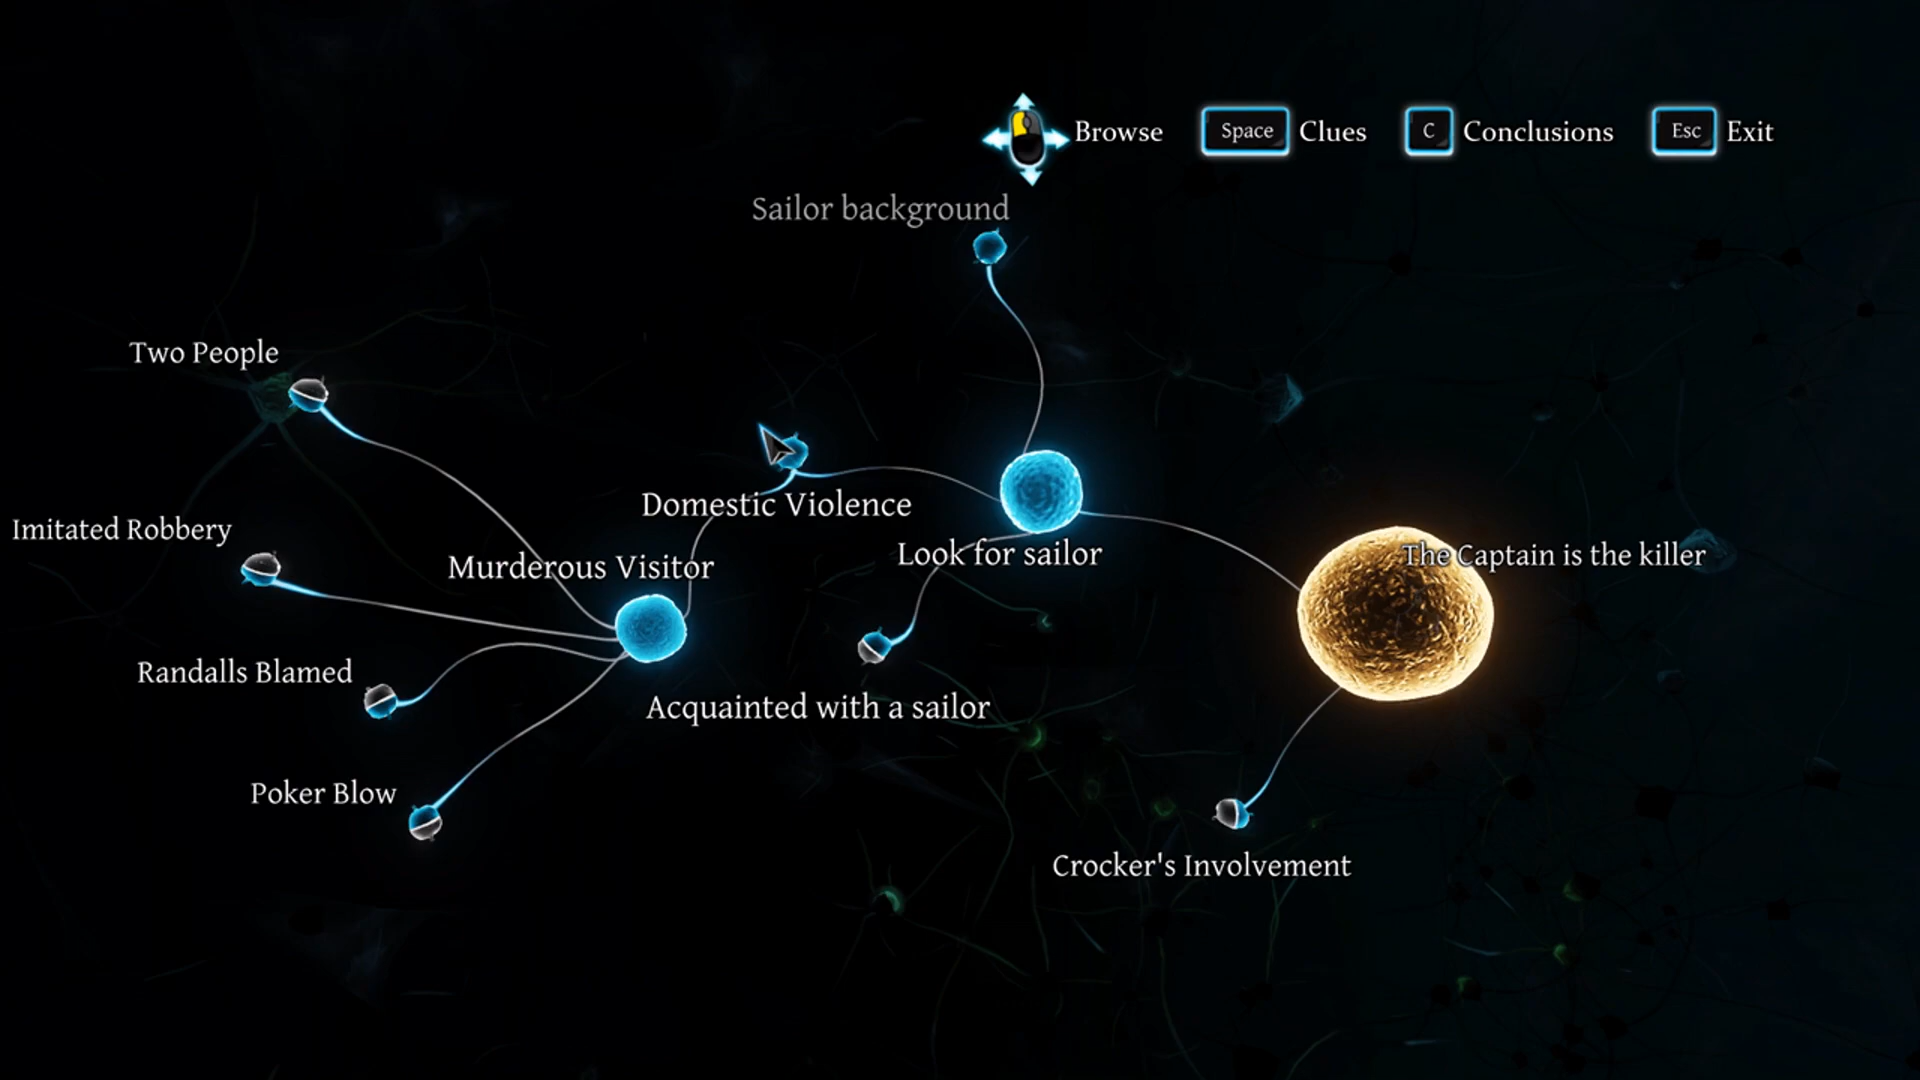 Browse
Space
Clues
C
Conclusions
Esc
Exit
Sailor background
Two People
Domestic Violence
Imitated Robbery
Murderous Visitor
Look for sailor
The Captain is the killer
Randalls Blamed
Acquainted with a sailor
Poker Blow
Crocker's Involvement